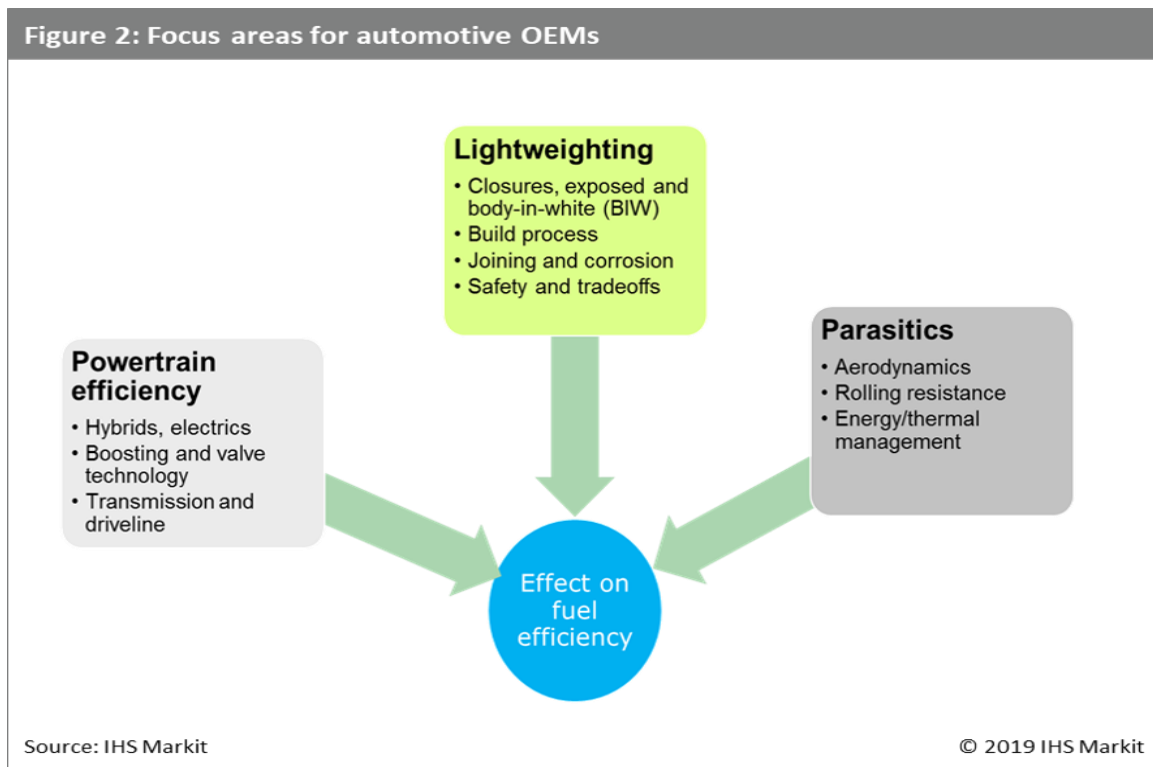 Figure 2: Focus areas for automotive OEMs
Lightweighting
• Closures, exposed and
body-in-white (BIW)
• Build process
• Joining and corrosion
• Safety and tradeoffs
Powertrain
efficiency
• Hybrids, electrics
• Boosting and valve
technology
• Transmission and
driveline
Parasitics
• Aerodynamics
• Rolling resistance
• Energy/thermal
management
Effect on
fuel
efficiency
Source: IHS Markit
© 2019 IHS Markit